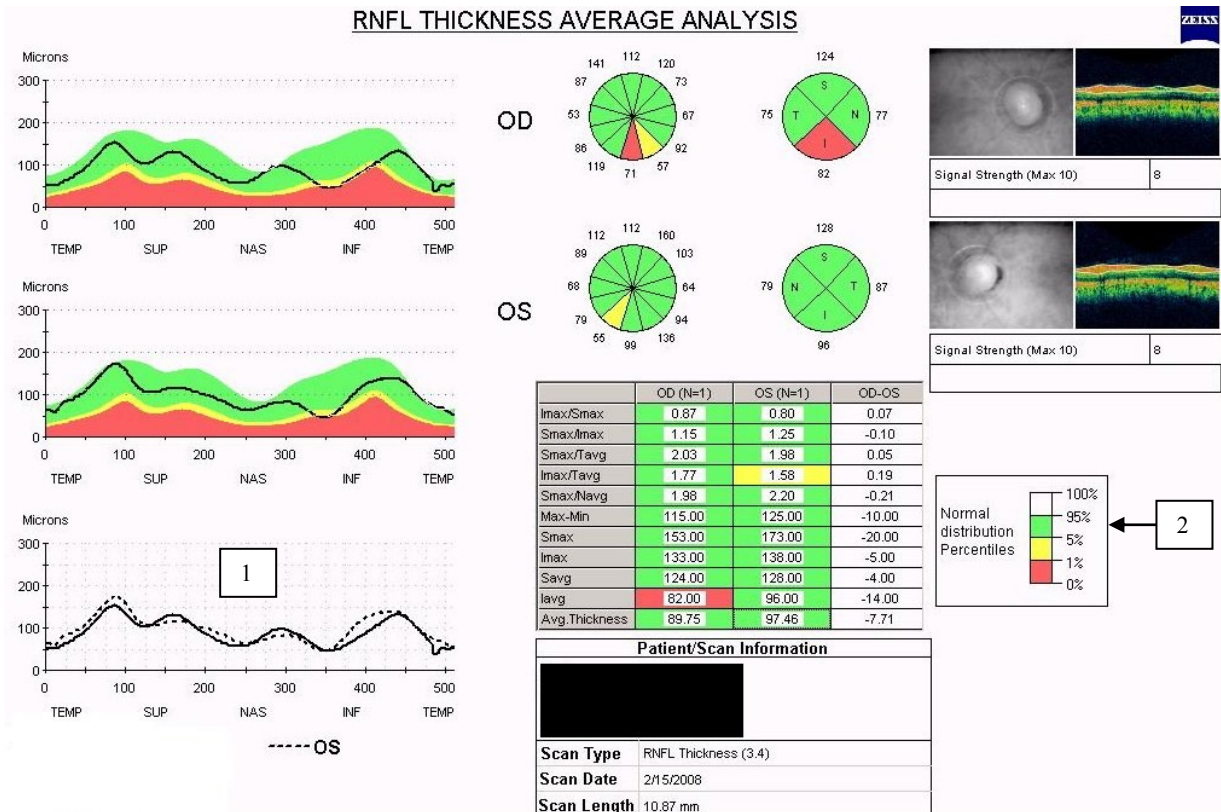 RNFL THICKNESS AVERAGE ANALYSIS
ZEISS
Microns
300
200
100
0
0 100 200 300 400 500
TEMP SUP NAS INF TEMP
OD
112
141 120
87 73
53 67
86 92
119 57
71
124
75 T S N 77
I
82
Signal Strength (Max 10) 8
Microns
300
200
100
0
0 100 200 300 400 500
TEMP SUP NAS INF TEMP
OS
112
112 160
89 103
68 64
79 94
55 136
99
128
79 N S T 87
I
96
Signal Strength (Max 10) 8
OD (N=1) OS (N=1) OD-OS
Imax/Smax 0.87 0.80 0.07
Smax/Imax 1.15 1.25 -0.10
Smax/Tavg 2.03 1.98 0.05
Imax/Tavg 1.77 1.58 0.19
Smax/Navg 1.98 2.20 -0.21
Max-Min 115.00 125.00 -10.00
Smax 153.00 173.00 -20.00
Imax 133.00 138.00 -5.00
Savg 124.00 128.00 -4.00
Iavg 82.00 96.00 -14.00
Avg.Thickness 89.75 97.46 -7.71
Normal
distribution
Percentiles
100%
95%
5%
1%
0%
2
Microns
300
200
100
0
1
0 100 200 300 400 500
TEMP SUP NAS INF TEMP
----- OS
Patient/Scan Information
Scan Type RNFL Thickness (3.4)
Scan Date 2/15/2008
Scan Length 10.87 mm